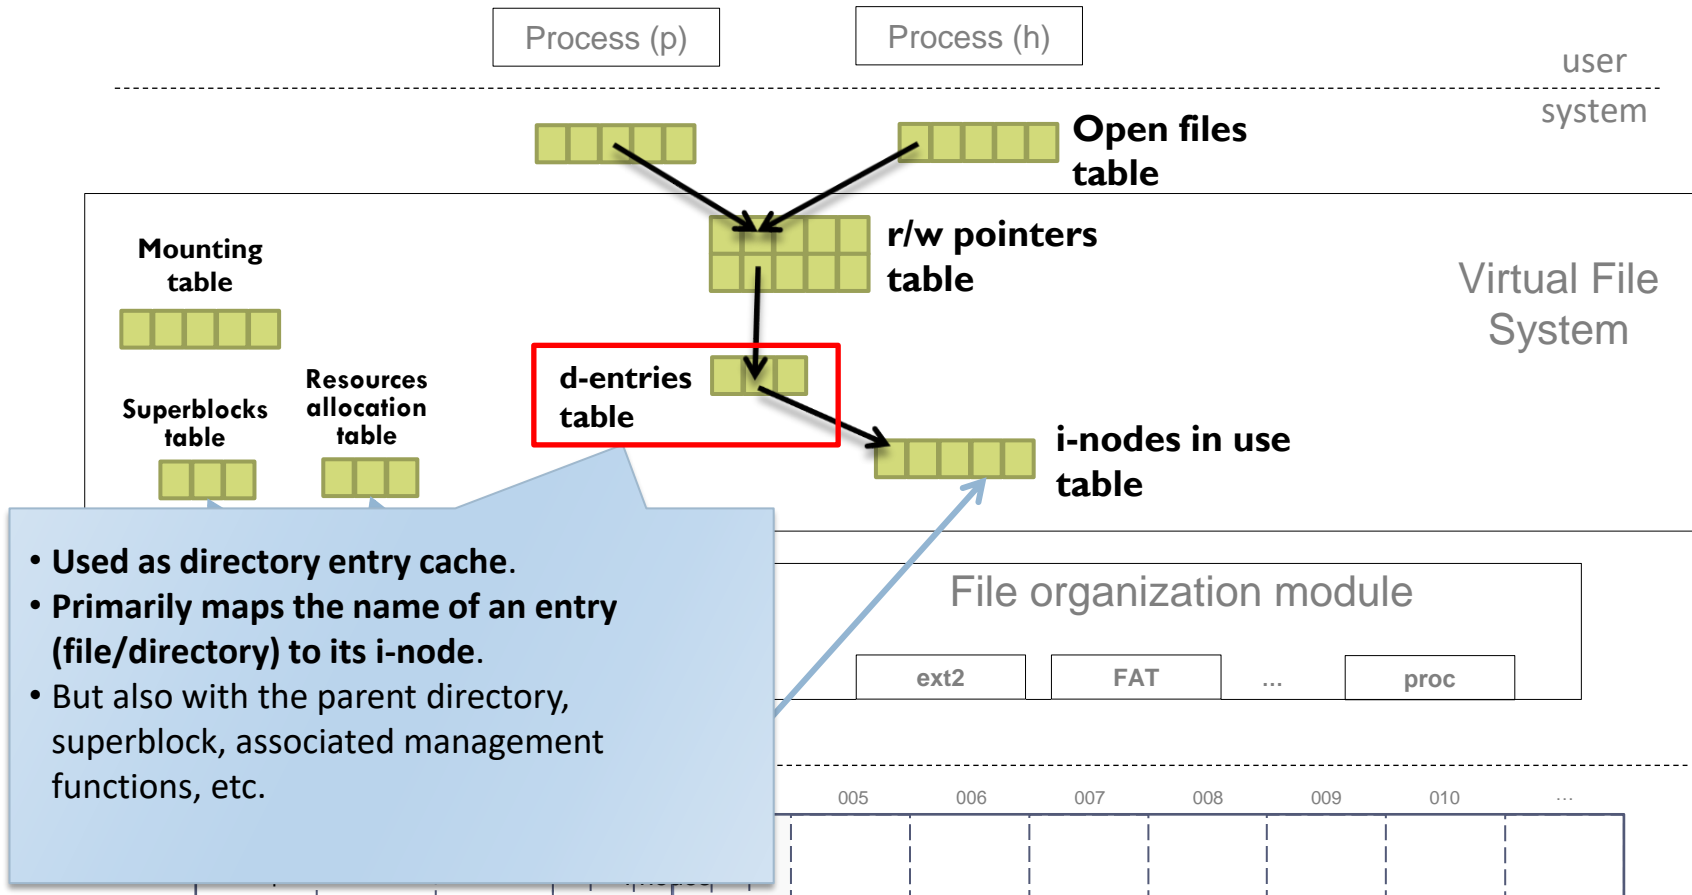 Process (p)
Process (h)
user
system
Open files
table
r/w pointers
table
Mounting
table
Virtual File
System
d-entries
table
Resources
allocation
table
Superblocks
table
i-nodes in use
table
• Used as directory entry cache.
• Primarily maps the name of an entry
(file/directory) to its i-node.
• But also with the parent directory,
superblock, associated management
functions, etc.
File organization module
ext2
FAT
...
proc
005 006 007 008 009 010 ...